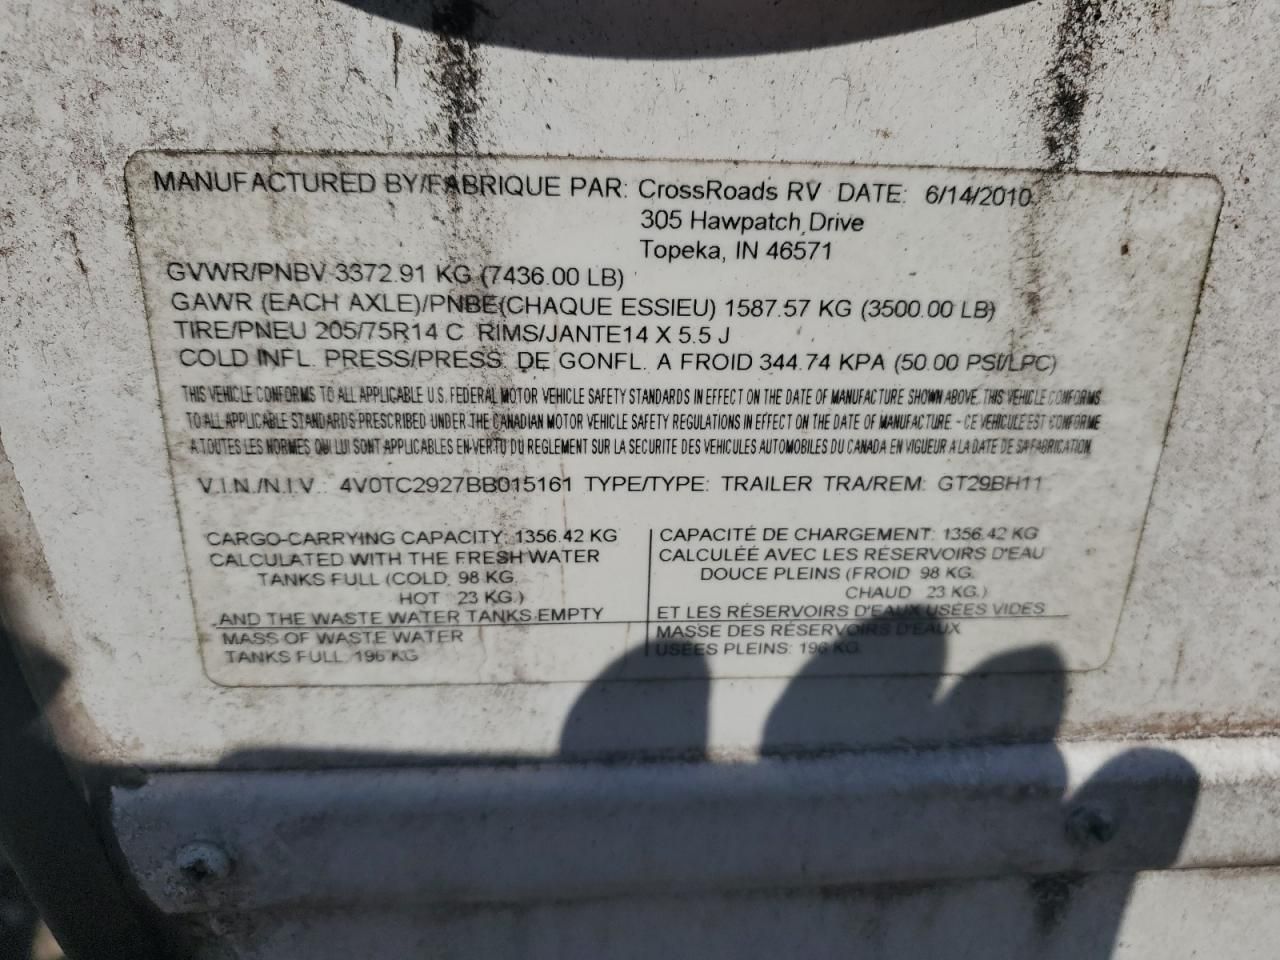 MANUFACTURED BY/FABRIQUE PAR: CrossRoads RV DATE: 6/14/2010
305 Hawpatch Drive
Topeka, IN 46571
GVWR/PNBV 3372.91 KG (7436.00 LB)
GAWR (EACH AXLE)/PNBE(CHAQUE ESSIEU) 1587.57 KG (3500.00 LB)
TIRE/PNEU 205/75R14 C RIMS/JANTE14 X 5.5 J
COLD INFL. PRESS/PRESS. DE GONFL. A FROID 344.74 KPA (50.00 PSI/LPC)
THIS VEHICLE CONFORMS TO ALL APPLICABLE U.S. FEDERAL MOTOR VEHICLE SAFETY STANDARDS IN EFFECT ON THE DATE OF MANUFACTURE SHOWN ABOVE. THIS VEHICLE CONFORMS
TO ALL APPLICABLE STANDARDS PRESCRIBED UNDER THE CANADIAN MOTOR VEHICLE SAFETY REGULATIONS IN EFFECT ON THE DATE OF MANUFACTURE - CE VEHICULE EST CONFORME
A TOUTES LES NORMES QUI LUI SONT APPLICABLES EN VERTU DU REGLEMENT SUR LA SECURITE DES VEHICULES AUTOMOBILES DU CANADA EN VIGUEUR A LA DATE DE SA FABRICATION.
V.I.N./N.I.V.: 4V0TC2927BB015161 TYPE/TYPE: TRAILER TRA/REM: GT29BH11
CARGO-CARRYING CAPACITY: 1356.42 KG
CALCULATED WITH THE FRESH WATER
TANKS FULL (COLD: 98 KG.
HOT 23 KG.)
AND THE WASTE WATER TANKS EMPTY
MASS OF WASTE WATER
TANKS FULL: 196 KG
CAPACITÉ DE CHARGEMENT: 1356.42 KG
CALCULÉE AVEC LES RÉSERVOIRS D'EAU
DOUCE PLEINS (FROID 98 KG.
CHAUD 23 KG.)
ET LES RÉSERVOIRS D'EAUX USÉES VIDES
MASSE DES RÉSERVOIRS D'EAUX
USÉES PLEINS: 196 KG.